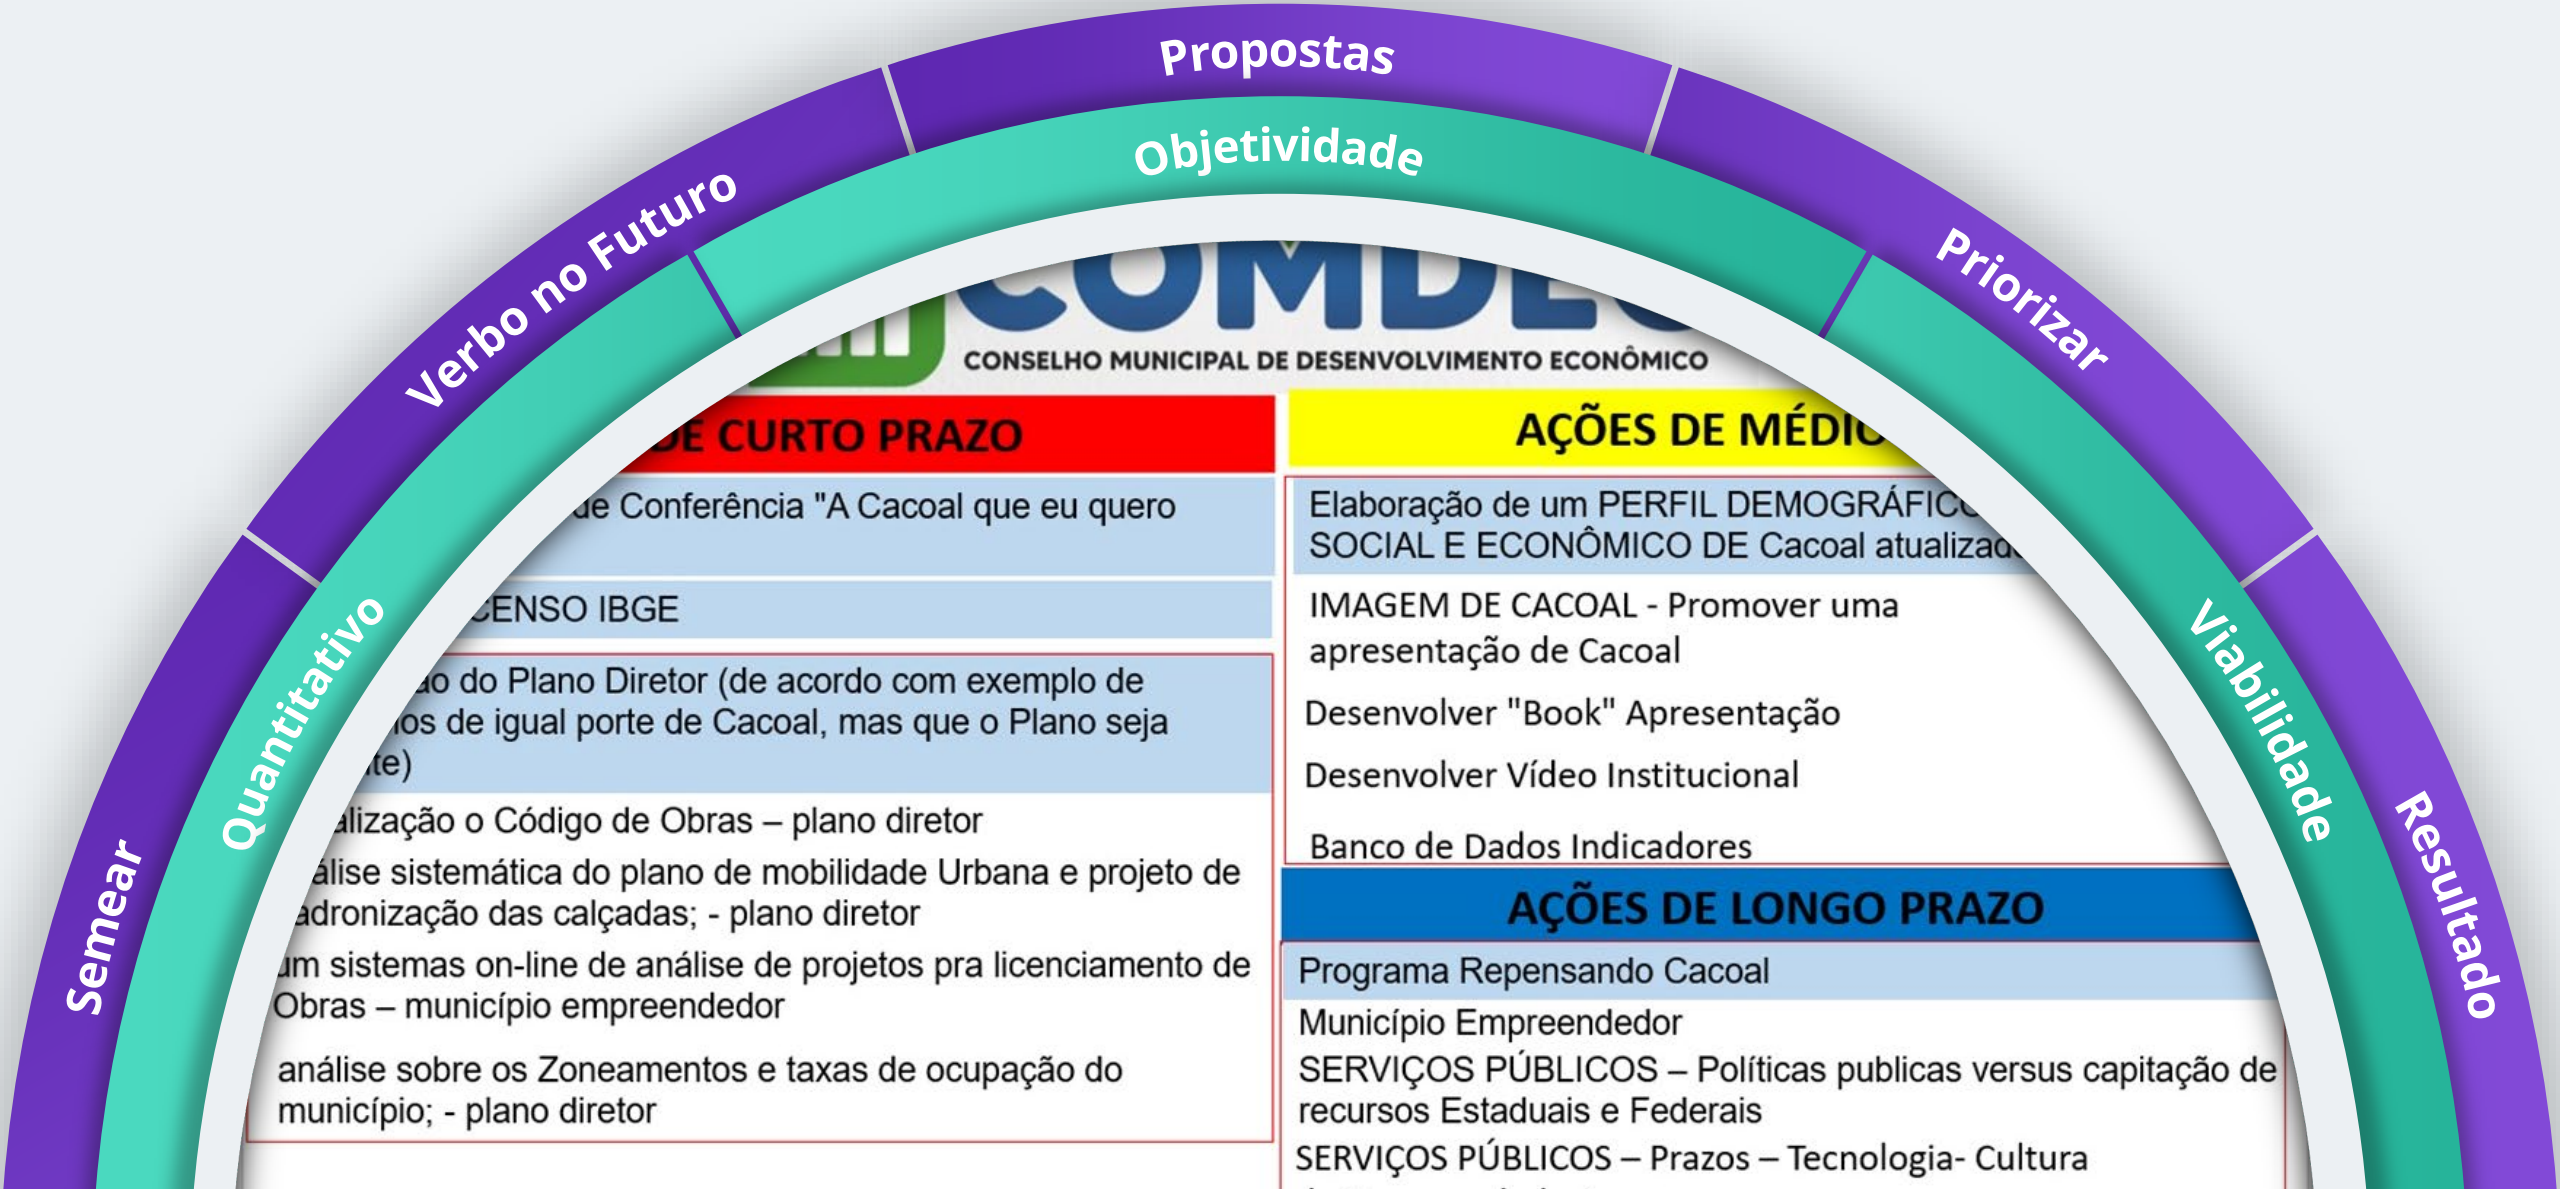 Propostas
Objetividade
Verbo no Futuro
Priorizar
Quantitativo
Viabilidade
Semear
Resultado
CONSELHO MUNICIPAL DE DESENVOLVIMENTO ECONÔMICO
DE CURTO PRAZO
de Conferência "A Cacoal que eu quero
CENSO IBGE
do Plano Diretor (de acordo com exemplo de
de igual porte de Cacoal, mas que o Plano seja
o Código de Obras – plano diretor
sistemática do plano de mobilidade Urbana e projeto de
das calçadas; - plano diretor
um sistemas on-line de análise de projetos pra licenciamento de
Obras – município empreendedor
análise sobre os Zoneamentos e taxas de ocupação do
município; - plano diretor
AÇÕES DE MÉDIO
Elaboração de um PERFIL DEMOGRÁFICO
SOCIAL E ECONÔMICO DE Cacoal
IMAGEM DE CACOAL - Promover uma
apresentação de Cacoal
Desenvolver "Book" Apresentação
Desenvolver Vídeo Institucional
Banco de Dados Indicadores
AÇÕES DE LONGO PRAZO
Programa Repensando Cacoal
Município Empreendedor
SERVIÇOS PÚBLICOS – Políticas publicas versus capitação de
recursos Estaduais e Federais
SERVIÇOS PÚBLICOS – Prazos – Tecnologia- Cultura